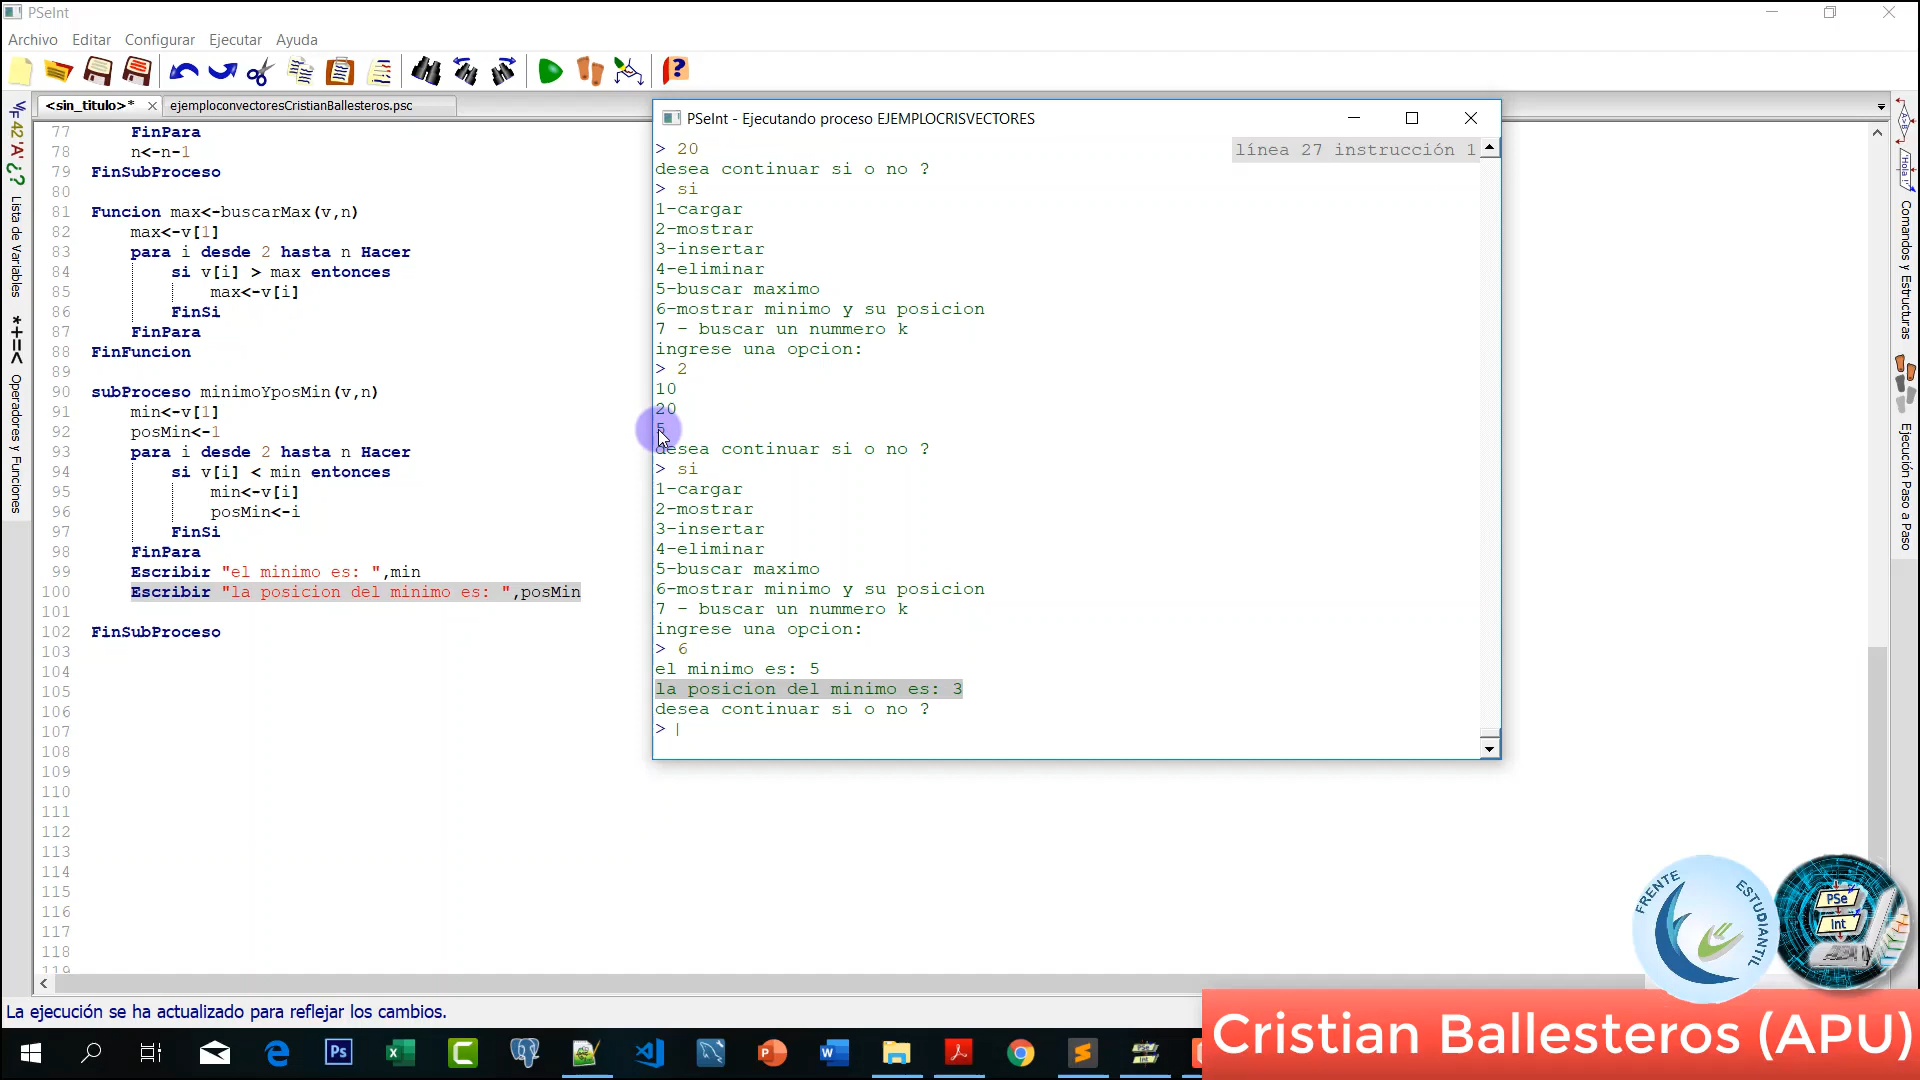 PSeInt
Archivo Editar Configurar Ejecutar Ayuda
<sin_titulo>* ejemploconvectoresCristianBallesteros.psc
Lista de Variables
Operadores y Funciones
77 FinPara
78 n<-n-1
79 FinSubProceso
80
81 Funcion max<-buscarMax(v,n)
82 max<-v[1]
83 para i desde 2 hasta n Hacer
84 si v[i] > max entonces
85 max<-v[i]
86 FinSi
87 FinPara
88 FinFuncion
89
90 subProceso minimoYposMin(v,n)
91 min<-v[1]
92 posMin<-1
93 para i desde 2 hasta n Hacer
94 si v[i] < min entonces
95 min<-v[i]
96 posMin<-i
97 FinSi
98 FinPara
99 Escribir "el minimo es: ",min
100 Escribir "la posicion del minimo es: ",posMin
101
102 FinSubProceso
103
104
105
106
107
108
109
110
111
112
113
114
115
116
117
118
119
PSeInt - Ejecutando proceso EJEMPLOCRISVECTORES
línea 27 instrucción 1
> 20
desea continuar si o no ?
> si
1-cargar
2-mostrar
3-insertar
4-eliminar
5-buscar maximo
6-mostrar minimo y su posicion
7 - buscar un nummero k
ingrese una opcion:
> 2
10
20
5
desea continuar si o no ?
> si
1-cargar
2-mostrar
3-insertar
4-eliminar
5-buscar maximo
6-mostrar minimo y su posicion
7 - buscar un nummero k
ingrese una opcion:
> 6
el minimo es: 5
la posicion del minimo es: 3
desea continuar si o no ?
>
Comandos y Estructuras
Ejecución Paso a Paso
FRENTE ESTUDIANTIL
PSe
Int
La ejecución se ha actualizado para reflejar los cambios.
Cristian Ballesteros (APU)